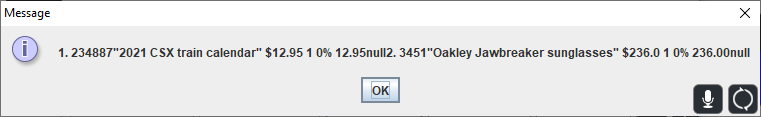 Message
1. 234887"2021 CSX train calendar" $12.95 1 0% 12.95null2. 3451"Oakley Jawbreaker sunglasses" $236.0 1 0% 236.00null
OK